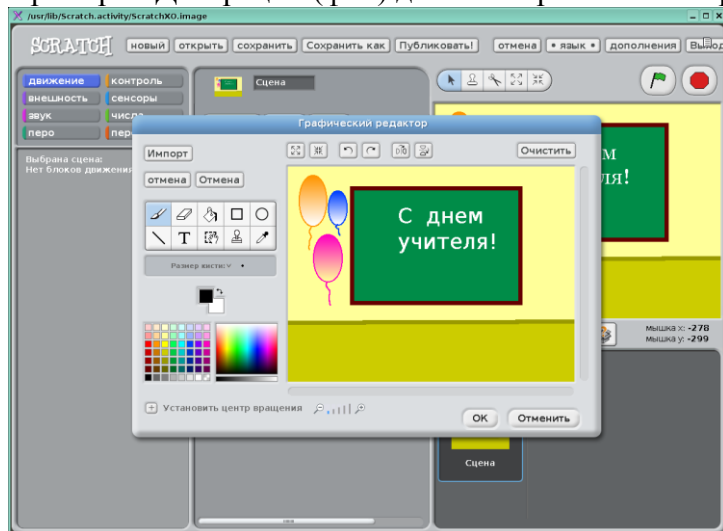 /usr/lib/Scratch.activity/ScratchXO.image
SCRATCH
новый
открыть
сохранить
Сохранить как
Публиковать!
отмена
• язык •
дополнения
движение
контроль
внешность
сенсоры
звук
перо
Сцена
Выбрана сцена:
Нет блоков движения
Графический редактор
Импорт
Очистить
отмена
Отмена
T
Размер кисти:
С днем
учителя!
Установить центр вращения
ОК
Отменить
мышка x: -278
мышка y: -299
Сцена